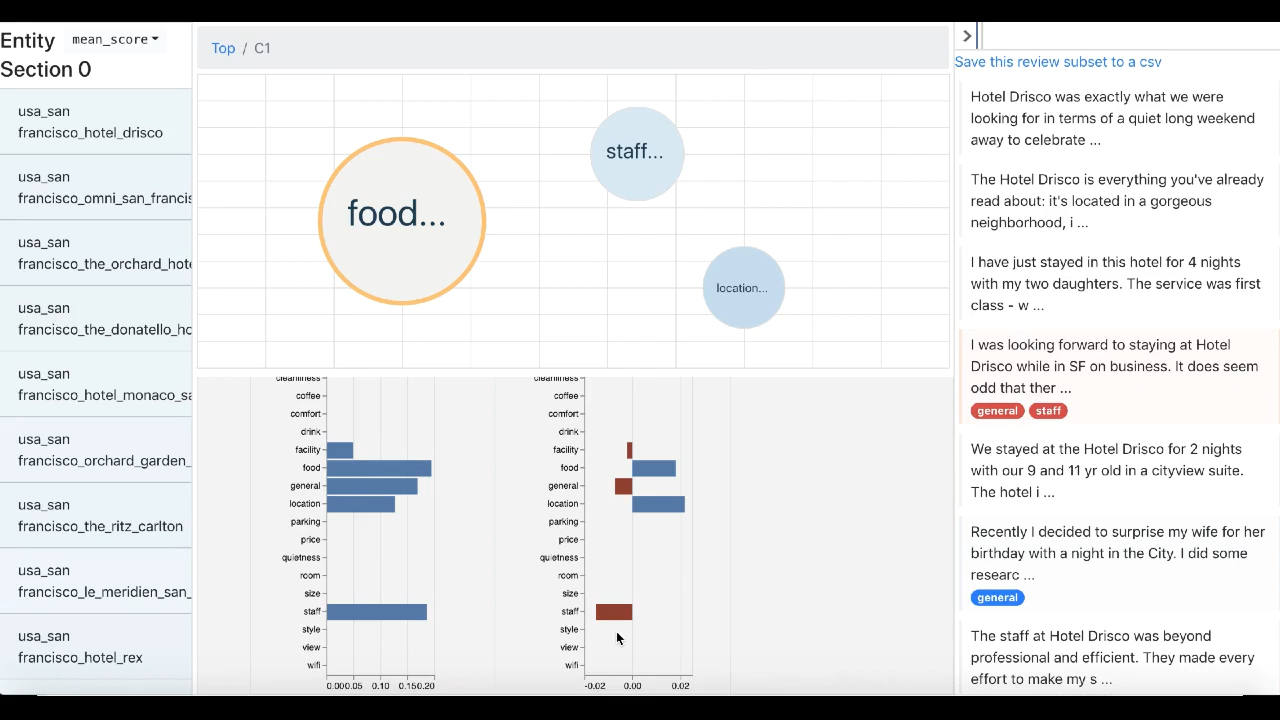 Entity mean_score
Section 0
usa_san
francisco_hotel_drisco
usa_san
francisco_omni_san_francis
usa_san
francisco_the_orchard_hote
usa_san
francisco_the_donatello_ho
usa_san
francisco_hotel_monaco_sa
usa_san
francisco_orchard_garden_
usa_san
francisco_the_ritz_carlton
usa_san
francisco_le_meridien_san_
usa_san
francisco_hotel_rex
Top / C1
food...
staff...
location...
cleanliness
coffee
comfort
drink
facility
food
general
location
parking
price
quietness
room
size
staff
style
view
wifi
0.00 0.05 0.10 0.15 0.20
cleanliness
coffee
comfort
drink
facility
food
general
location
parking
price
quietness
room
size
staff
style
view
wifi
-0.02 0.00 0.02
Save this review subset to a csv
Hotel Drisco was exactly what we were
looking for in terms of a quiet long weekend
away to celebrate ...
The Hotel Drisco is everything you've already
read about: it's located in a gorgeous
neighborhood, i ...
I have just stayed in this hotel for 4 nights
with my two daughters. The service was first
class - w ...
I was looking forward to staying at Hotel
Drisco while in SF on business. It does seem
odd that ther ...
general staff
We stayed at the Hotel Drisco for 2 nights
with our 9 and 11 yr old in a cityview suite.
The hotel i ...
Recently I decided to surprise my wife for her
birthday with a night in the City. I did some
researc ...
general
The staff at Hotel Drisco was beyond
professional and efficient. They made every
effort to make my s ...